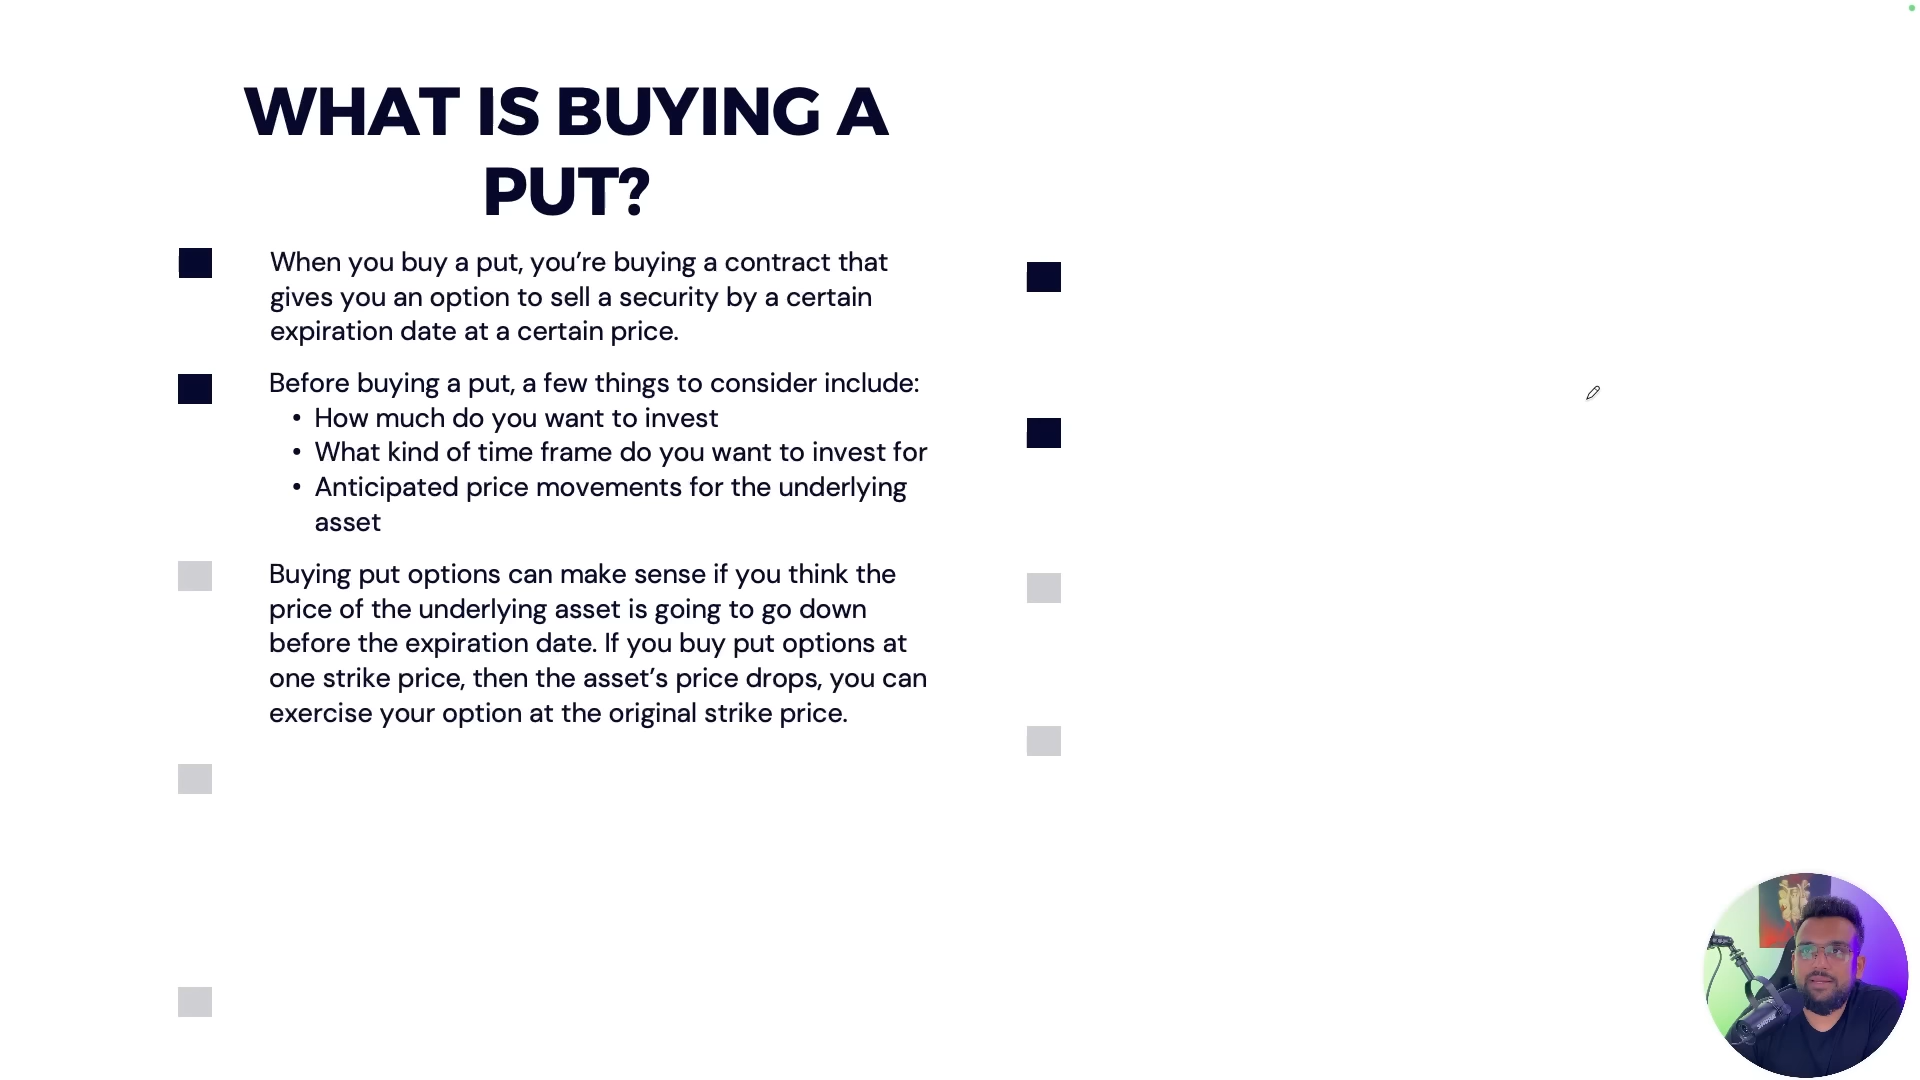 WHAT IS BUYING A
PUT?
When you buy a put, you’re buying a contract that
gives you an option to sell a security by a certain
expiration date at a certain price.
Before buying a put, a few things to consider include:
• How much do you want to invest
• What kind of time frame do you want to invest for
• Anticipated price movements for the underlying
asset
Buying put options can make sense if you think the
price of the underlying asset is going to go down
before the expiration date. If you buy put options at
one strike price, then the asset’s price drops, you can
exercise your option at the original strike price.